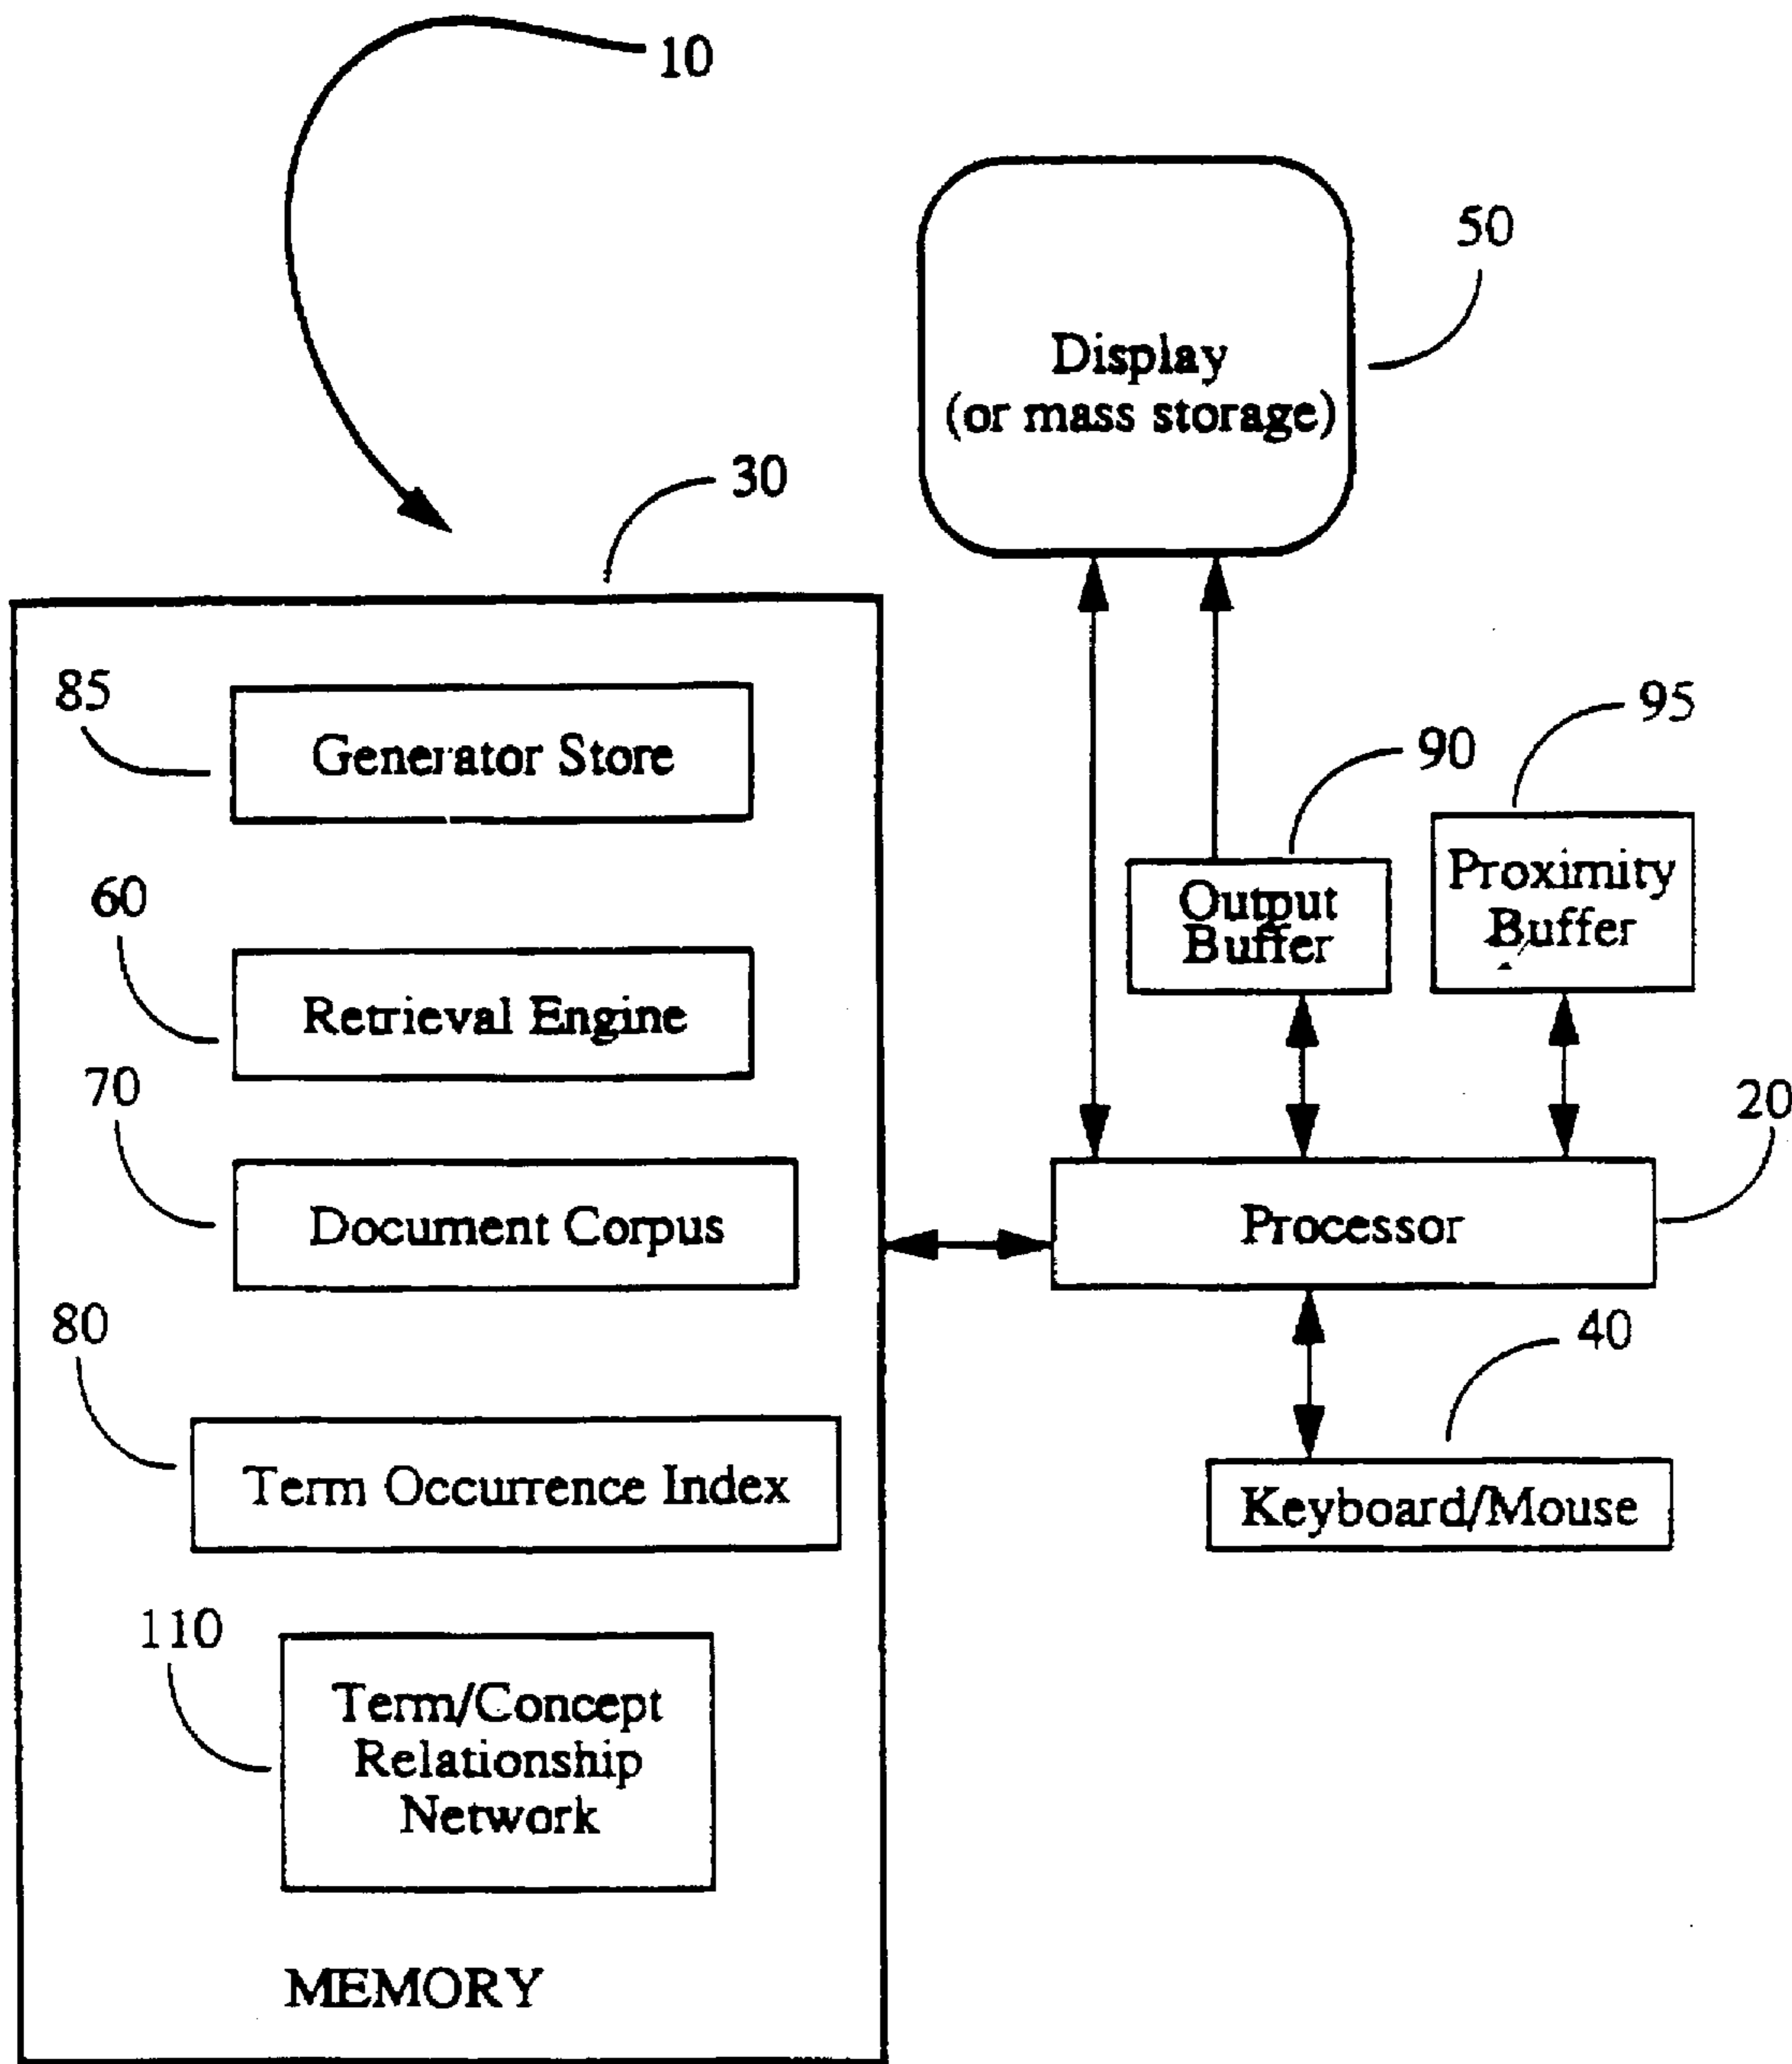 10
50
Display
(or mass storage)
30
85
Generator Store
95
90
Proximity
Buffer
Output
Buffer
60
Retrieval Engine
70
20
Document Corpus
Processor
80
40
Term Occurrence Index
Keyboard/Mouse
110
Term/Concept
Relationship
Network
MEMORY